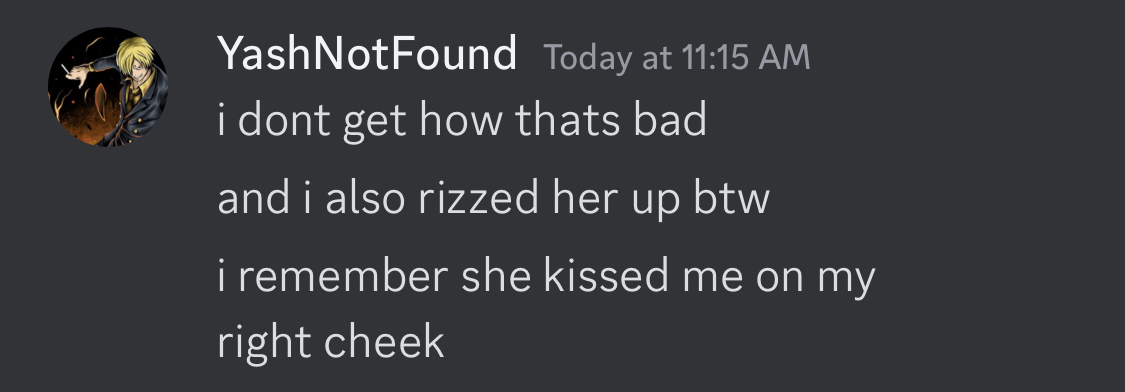 YashNotFound Today at 11:15 AM
i dont get how thats bad
and i also rizzed her up btw
i remember she kissed me on my
right cheek